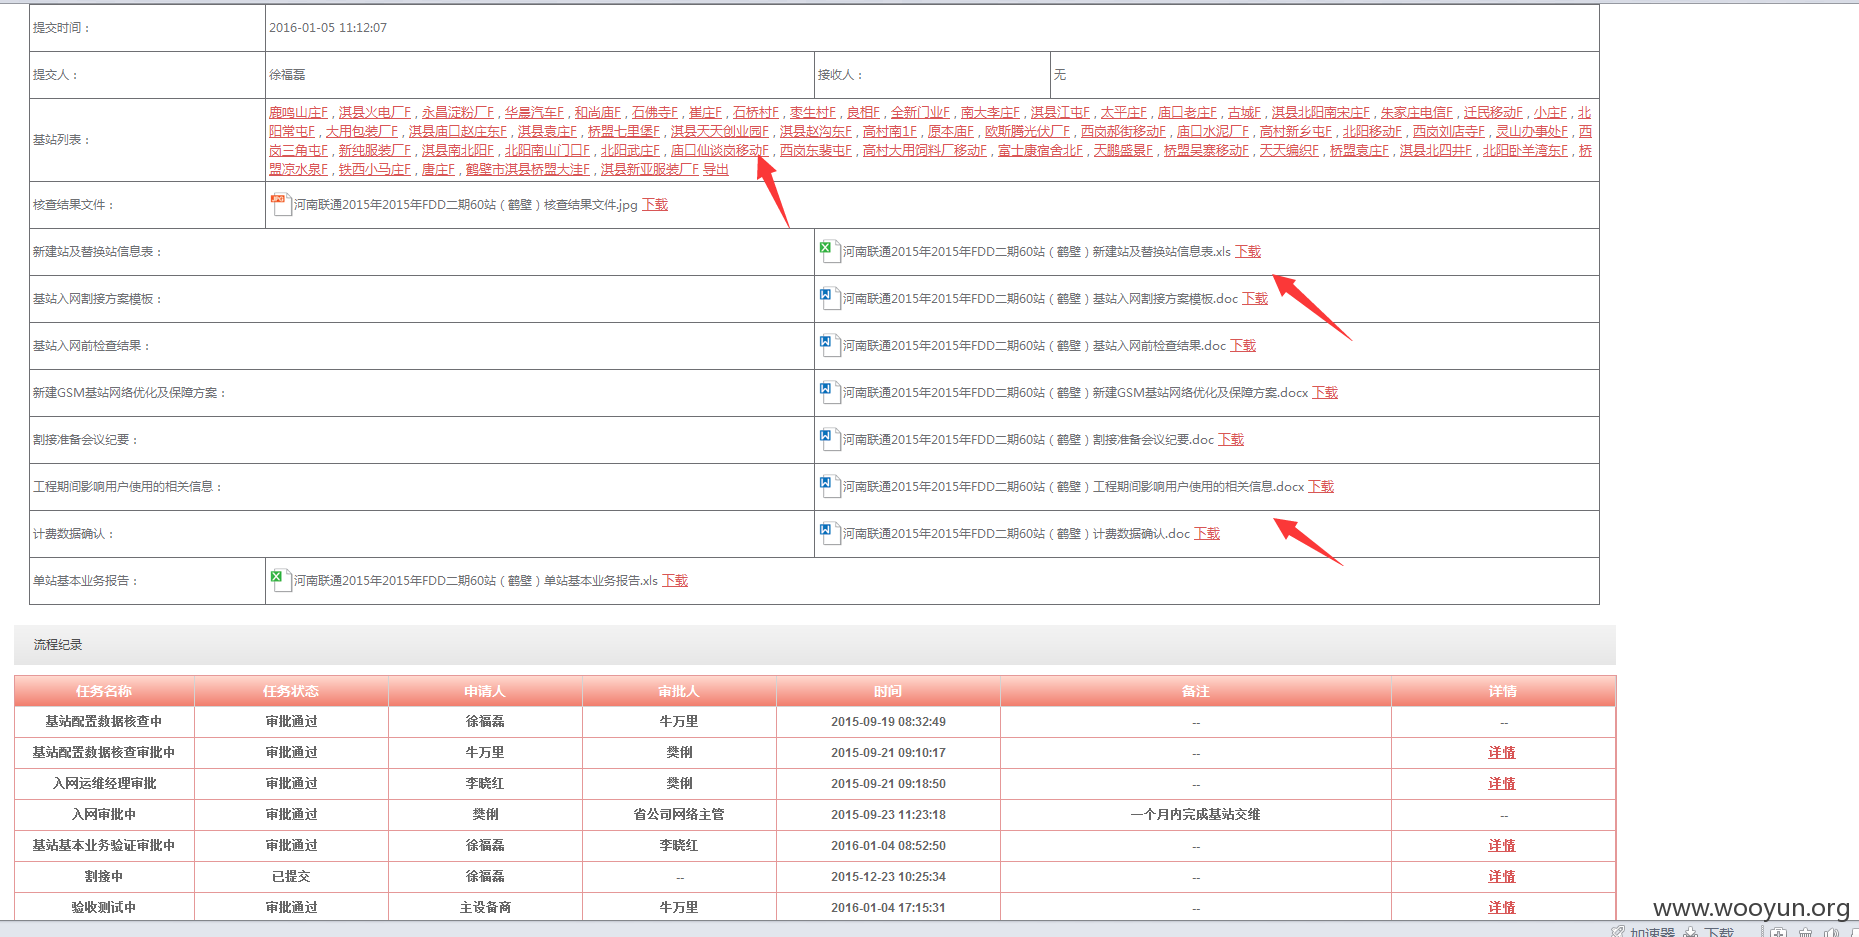 提交时间： 2016-01-05 11:12:07
提交人： 徐福磊 接收人： 无
基站列表：
鹿鸣山庄F , 淇县火电厂F , 永昌淀粉厂F , 华晨汽车F , 和尚庙F , 石佛寺F , 崔庄F , 石桥村F , 枣生村F , 良相F , 全新门业F , 南大李庄F , 淇县江屯F , 太平庄F , 庙口老庄F , 古城F , 淇县北阳南宋庄F , 朱家庄电信F , 迁民移动F , 小庄F , 北
阳常屯F , 大用包装厂F , 淇县庙口赵庄东F , 淇县袁庄F , 桥盟七里堡F , 淇县天天创业园F , 淇县赵沟东F , 高村南1F , 原本庙F , 欧斯腾光伏厂F , 西岗郝街移动F , 庙口水泥厂F , 高村新乡屯F , 北阳移动F , 西岗刘店寺F , 灵山办事处F , 西
岗三角屯F , 新纯服装厂F , 淇县南北阳F , 北阳南山门口F , 北阳武庄F , 庙口仙谈岗移动F , 西岗东裴屯F , 高村大用饲料厂移动F , 富士康宿舍北F , 天鹏盛景F , 桥盟吴寨移动F , 天天编织F , 桥盟袁庄F , 淇县北四井F , 北阳卧羊湾东F , 桥
盟凉水泉F , 铁西小马庄F , 唐庄F , 鹤壁市淇县桥盟大洼F , 淇县新亚服装厂F 导出
核查结果文件： 河南联通2015年2015年FDD二期60站（鹤壁）核查结果文件.jpg 下载
新建站及替换站信息表： 河南联通2015年2015年FDD二期60站（鹤壁）新建站及替换站信息表.xls 下载
基站入网割接方案模板： 河南联通2015年2015年FDD二期60站（鹤壁）基站入网割接方案模板.doc 下载
基站入网前检查结果： 河南联通2015年2015年FDD二期60站（鹤壁）基站入网前检查结果.doc 下载
新建GSM基站网络优化及保障方案： 河南联通2015年2015年FDD二期60站（鹤壁）新建GSM基站网络优化及保障方案.docx 下载
割接准备会议纪要： 河南联通2015年2015年FDD二期60站（鹤壁）割接准备会议纪要.doc 下载
工程期间影响用户使用的相关信息： 河南联通2015年2015年FDD二期60站（鹤壁）工程期间影响用户使用的相关信息.docx 下载
计费数据确认： 河南联通2015年2015年FDD二期60站（鹤壁）计费数据确认.doc 下载
单站基本业务报告： 河南联通2015年2015年FDD二期60站（鹤壁）单站基本业务报告.xls 下载
流程纪录
任务名称 任务状态 申请人 审批人 时间 备注 详情
基站配置数据核查中 审批通过 徐福磊 牛万里 2015-09-19 08:32:49 -- --
基站配置数据核查审批中 审批通过 牛万里 樊俐 2015-09-21 09:10:17 -- 详情
入网运维经理审批 审批通过 李晓红 樊俐 2015-09-21 09:18:50 -- 详情
入网审批中 审批通过 樊俐 省公司网络主管 2015-09-23 11:23:18 一个月内完成基站交维 --
基站基本业务验证审批中 审批通过 徐福磊 李晓红 2016-01-04 08:52:50 -- 详情
割接中 已提交 徐福磊 -- 2015-12-23 10:25:34 -- 详情
验收测试中 审批通过 主设备商 牛万里 2016-01-04 17:15:31 -- 详情
www.wooyun.org
加速器 下载